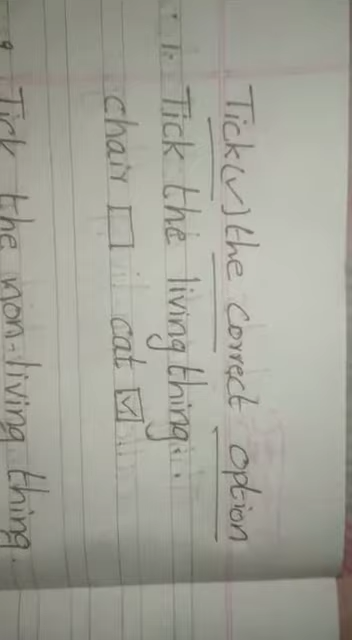 Tick(✓) the correct option
1. Tick the living thing.
chair ☐ cat ☑
Tick the non-living thing.